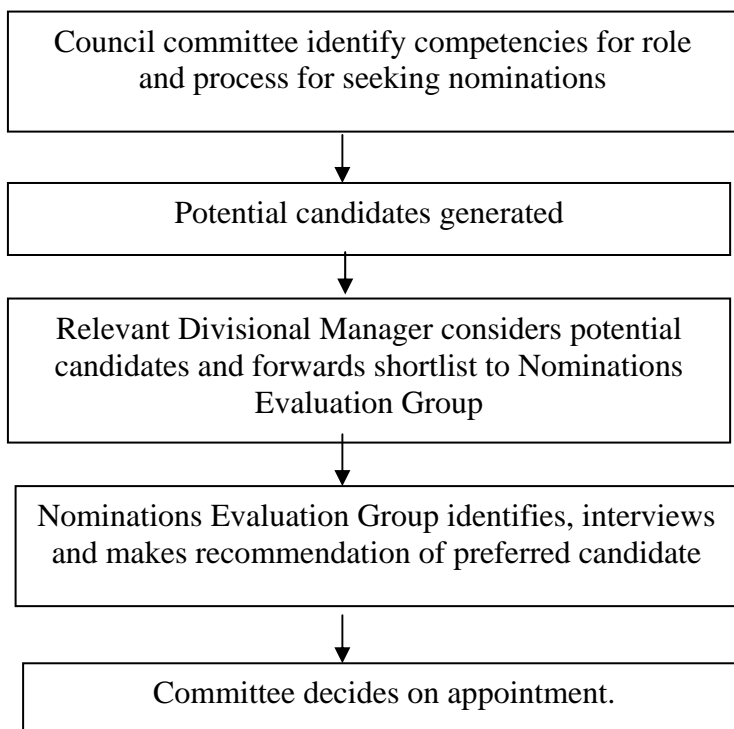 Council committee identify competencies for role
and process for seeking nominations
Potential candidates generated
Relevant Divisional Manager considers potential
candidates and forwards shortlist to Nominations
Evaluation Group
Nominations Evaluation Group identifies, interviews
and makes recommendation of preferred candidate
Committee decides on appointment.